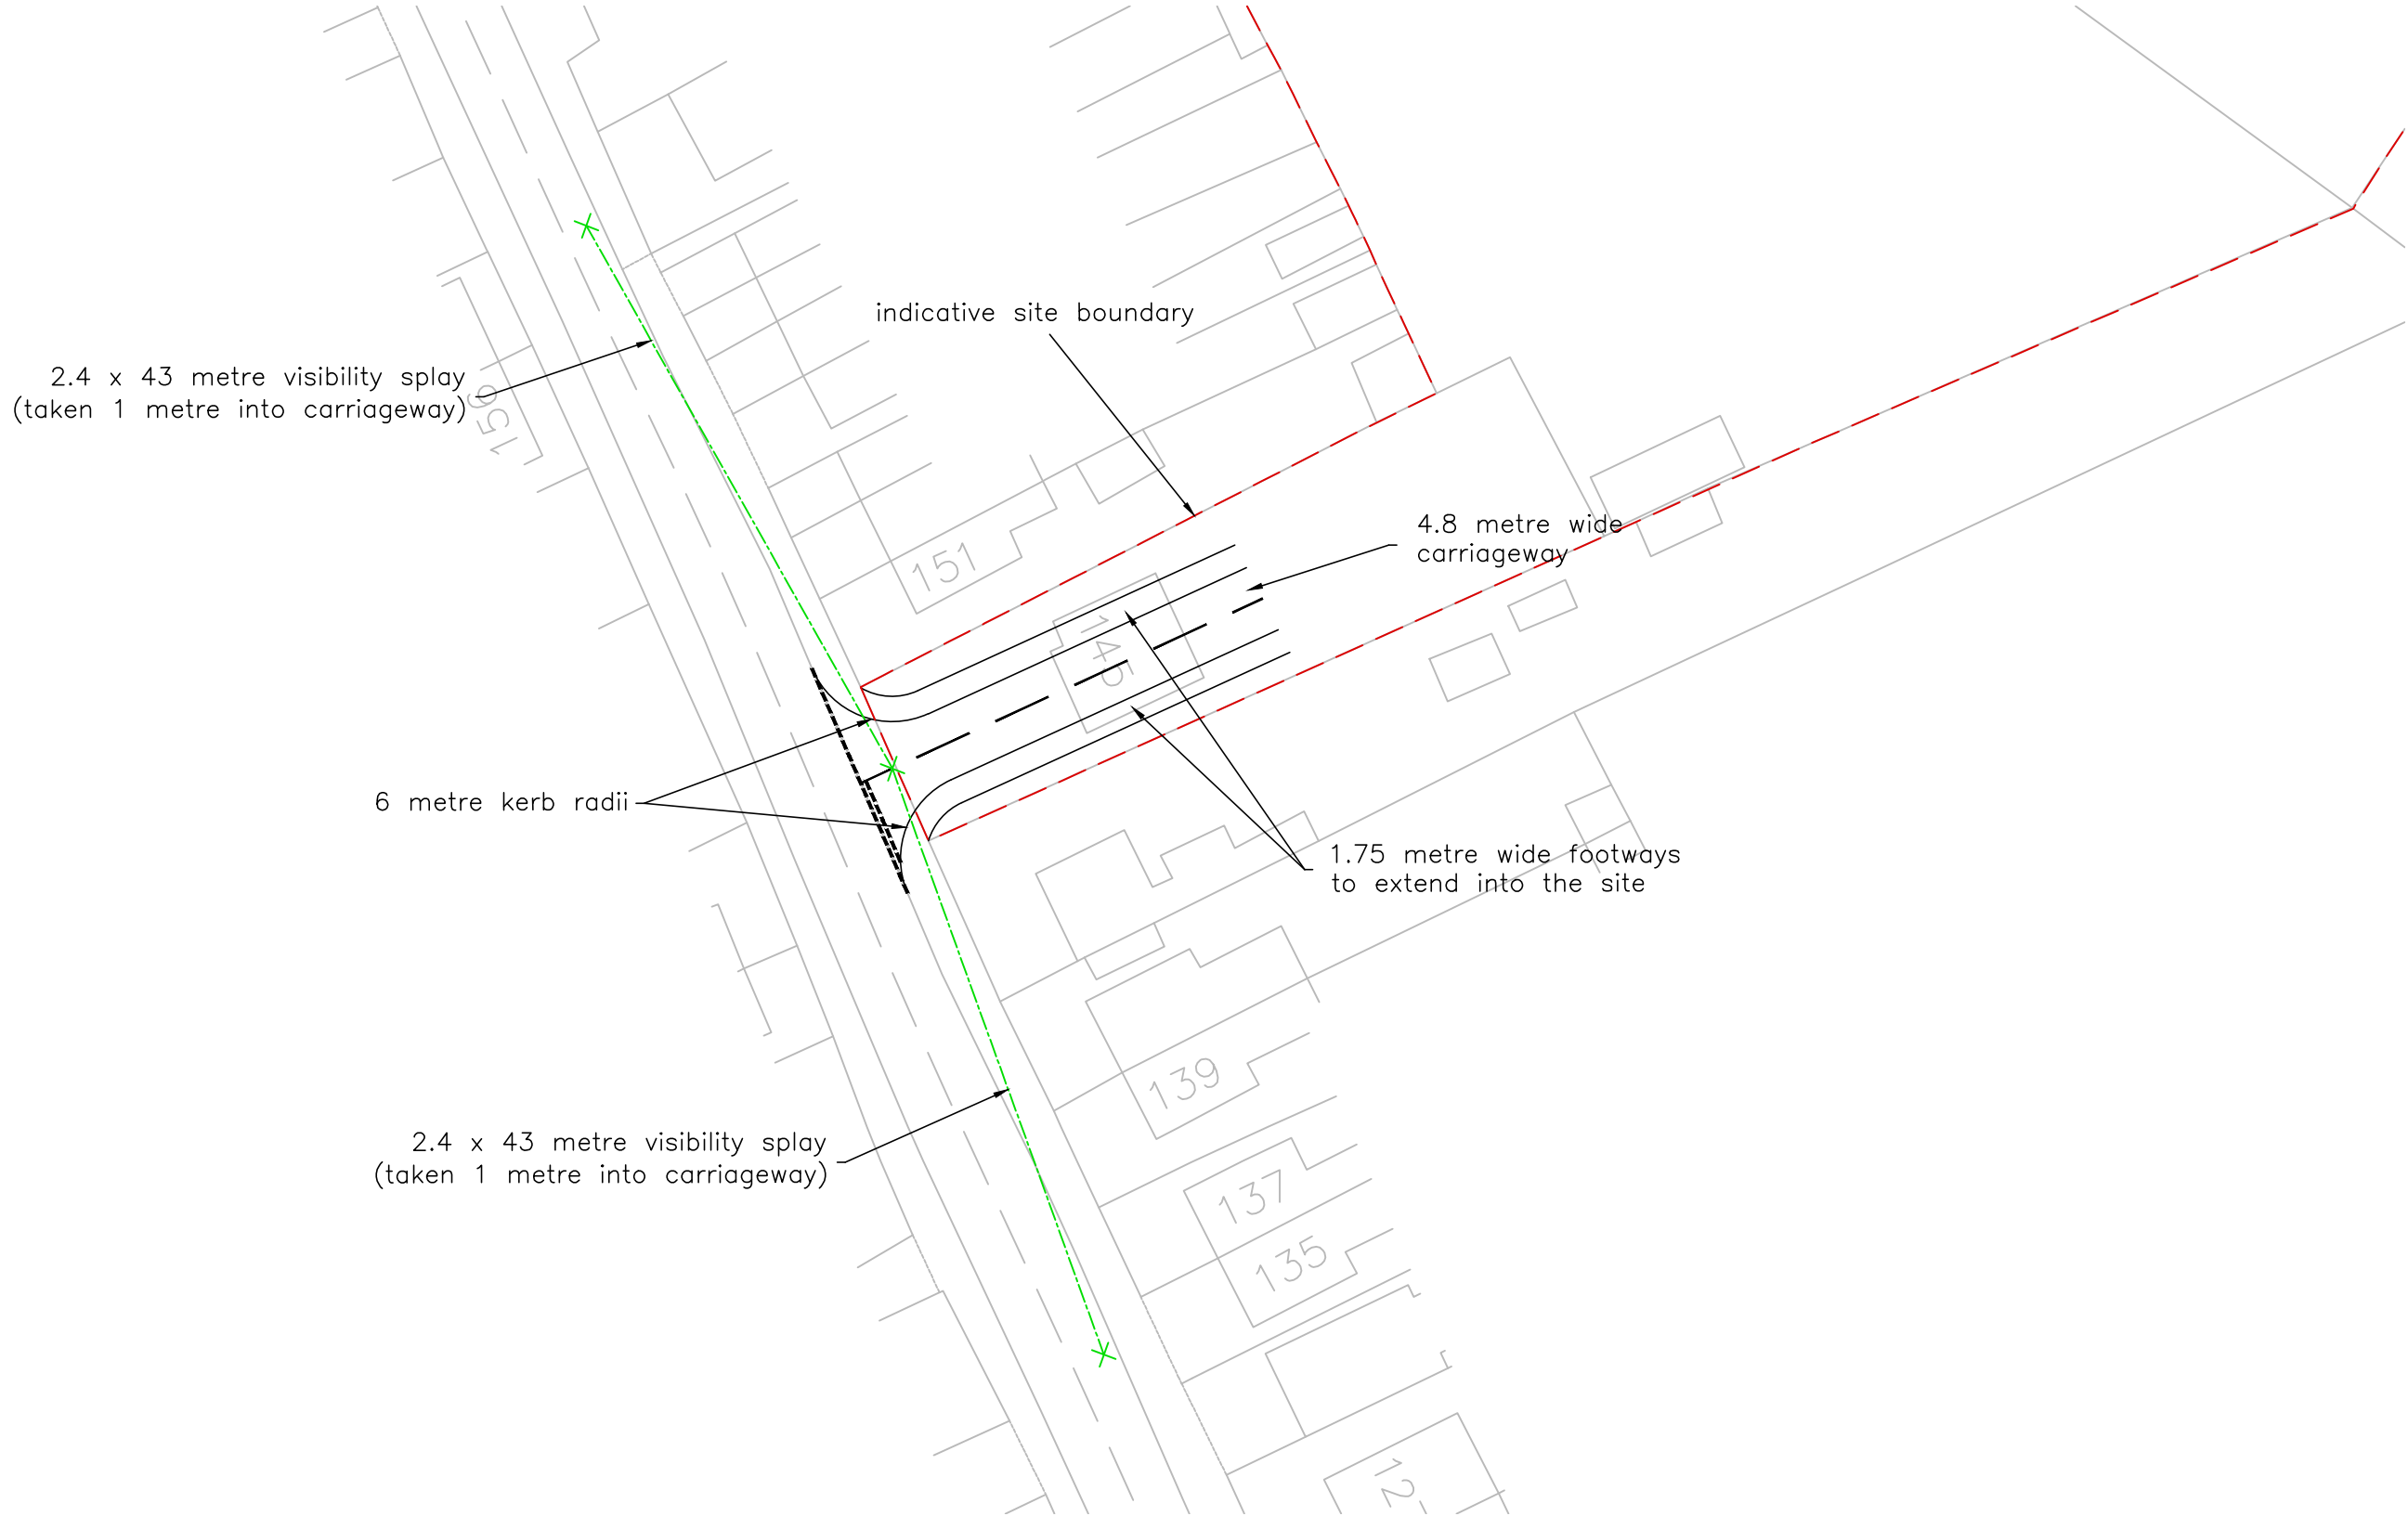 indicative site boundary
2.4 x 43 metre visibility splay
(taken 1 metre into carriageway)
156
4.8 metre wide
carriageway
151
145
6 metre kerb radii
1.75 metre wide footways
to extend into the site
139
2.4 x 43 metre visibility splay
(taken 1 metre into carriageway)
137
135